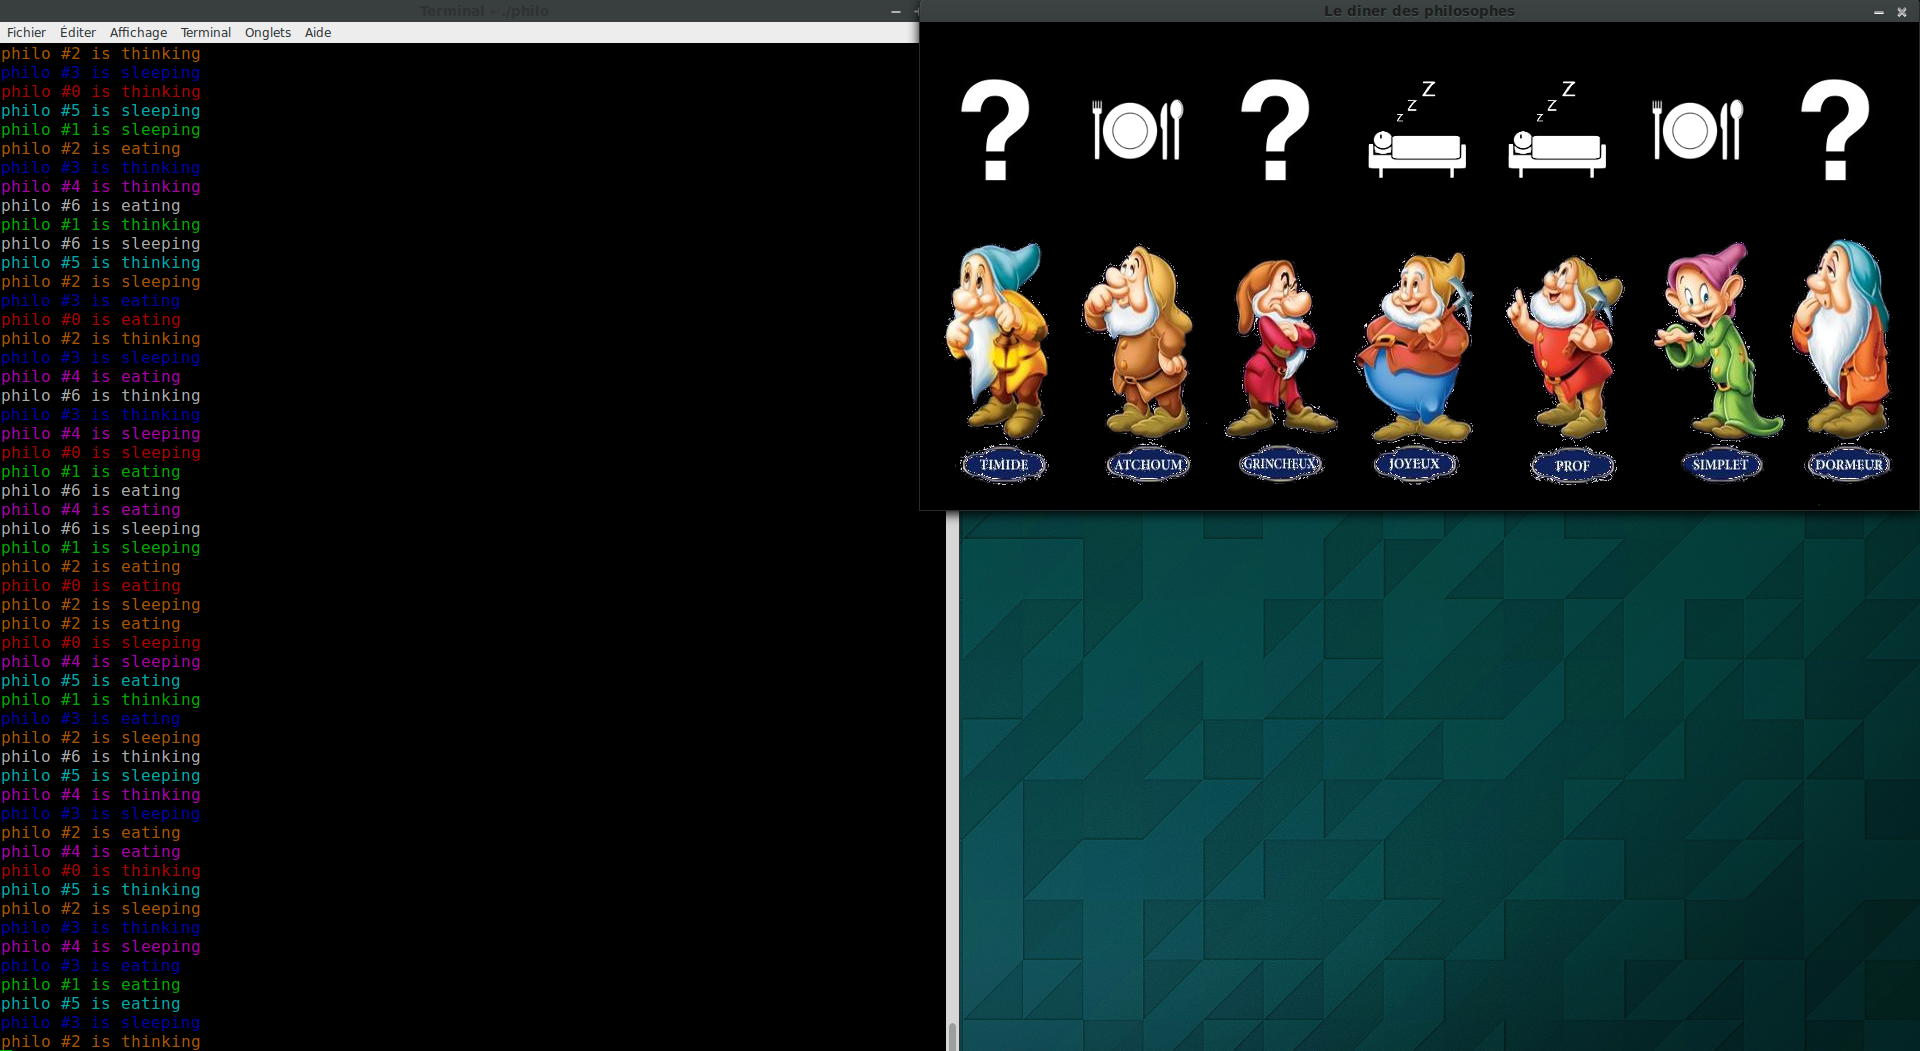 Terminal - ./philo
Fichier Éditer Affichage Terminal Onglets Aide
philo #2 is thinking
philo #3 is sleeping
philo #0 is thinking
philo #5 is sleeping
philo #1 is sleeping
philo #2 is eating
philo #3 is thinking
philo #4 is thinking
philo #6 is eating
philo #1 is thinking
philo #6 is sleeping
philo #5 is thinking
philo #2 is sleeping
philo #3 is eating
philo #0 is eating
philo #2 is thinking
philo #3 is sleeping
philo #4 is eating
philo #6 is thinking
philo #3 is thinking
philo #4 is sleeping
philo #0 is sleeping
philo #1 is eating
philo #6 is eating
philo #4 is eating
philo #6 is sleeping
philo #1 is sleeping
philo #2 is eating
philo #0 is eating
philo #2 is sleeping
philo #2 is eating
philo #0 is sleeping
philo #4 is sleeping
philo #5 is eating
philo #1 is thinking
philo #3 is eating
philo #2 is sleeping
philo #6 is thinking
philo #5 is sleeping
philo #4 is thinking
philo #3 is sleeping
philo #2 is eating
philo #4 is eating
philo #0 is thinking
philo #5 is thinking
philo #2 is sleeping
philo #3 is thinking
philo #4 is sleeping
philo #3 is eating
philo #1 is eating
philo #5 is eating
philo #3 is sleeping
philo #2 is thinking
Le diner des philosophes
? ? z z Z z z Z ?
TIMIDE ATCHOUM GRINCHEUX JOYEUX PROF SIMPLET DORMEUR